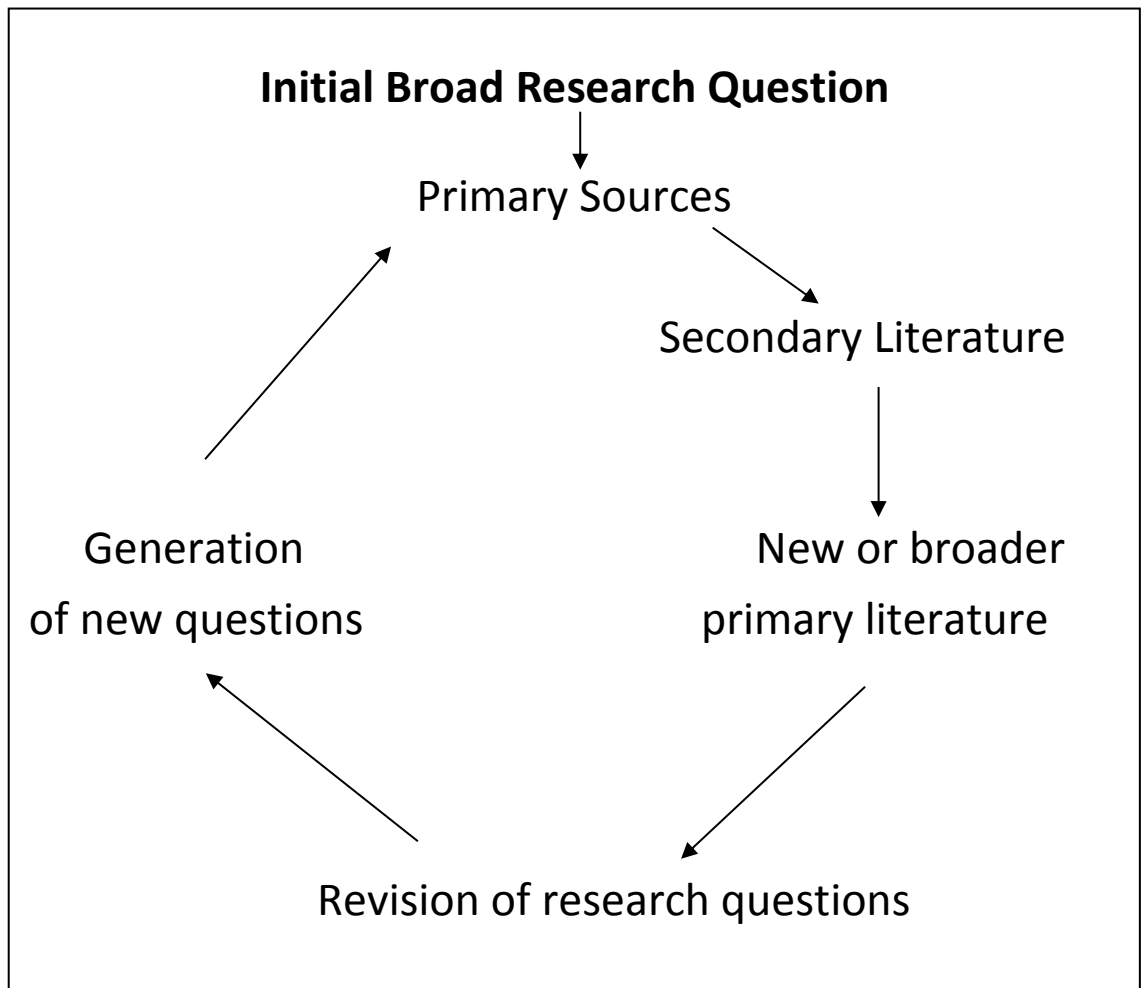 Initial Broad Research Question
Primary Sources
Secondary Literature
New or broader
primary literature
Revision of research questions
Generation
of new questions